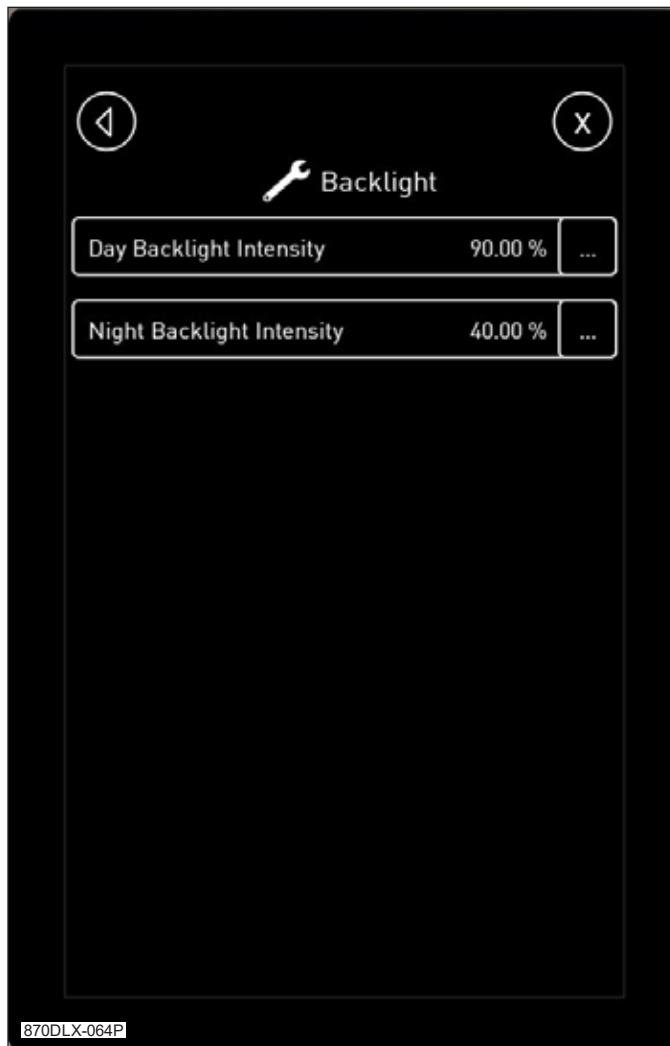 X
Backlight
Day Backlight Intensity 90.00 % ...
Night Backlight Intensity 40.00 % ...
870DLX-064P